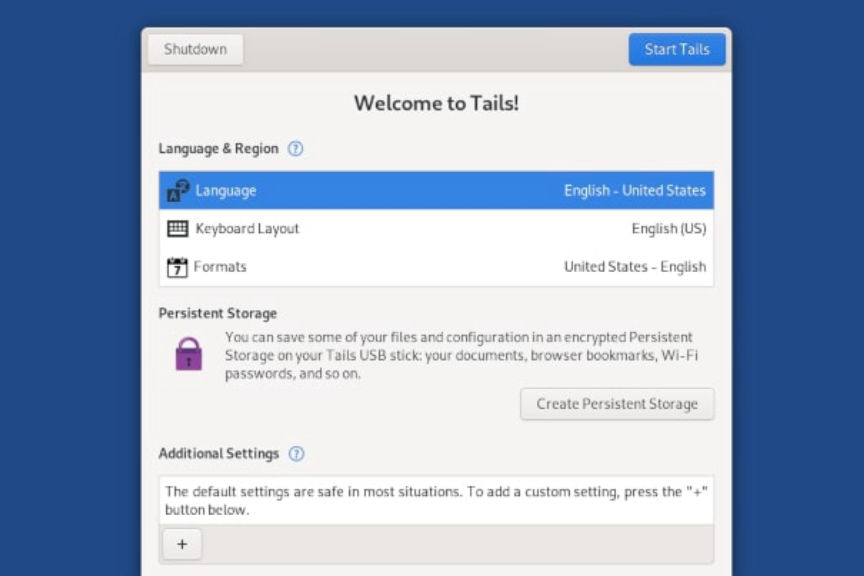 Shutdown
Start Tails
Welcome to Tails!
Language & Region ?
Language English - United States
Keyboard Layout English (US)
7 Formats United States - English
Persistent Storage
You can save some of your files and configuration in an encrypted Persistent
Storage on your Tails USB stick: your documents, browser bookmarks, Wi-Fi
passwords, and so on.
Create Persistent Storage
Additional Settings ?
The default settings are safe in most situations. To add a custom setting, press the "+"
button below.
+